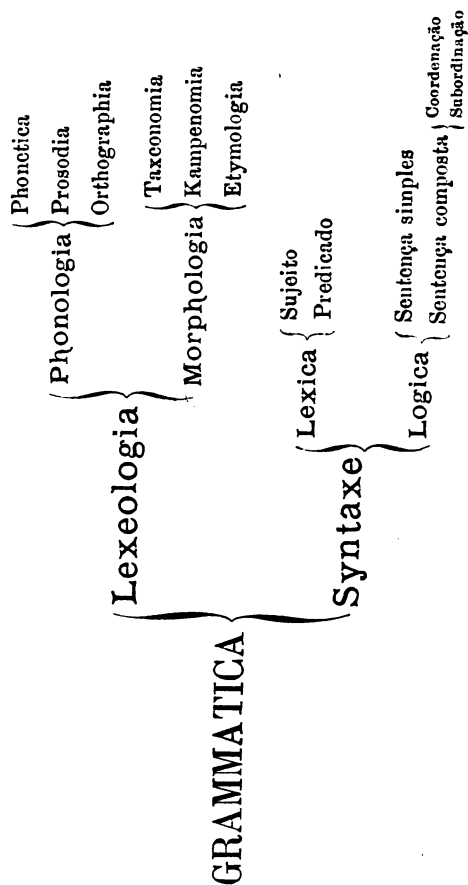 GRAMMATICA
Lexeologia
Phonologia
Phonetica
Prosodia
Orthographia
Morphologia
Taxeonomia
Kampenomia
Etymologia
Syntaxe
Lexica
Sujeito
Predicado
Logica
Sentença simples
Sentença composta
Coordenação
Subordinação